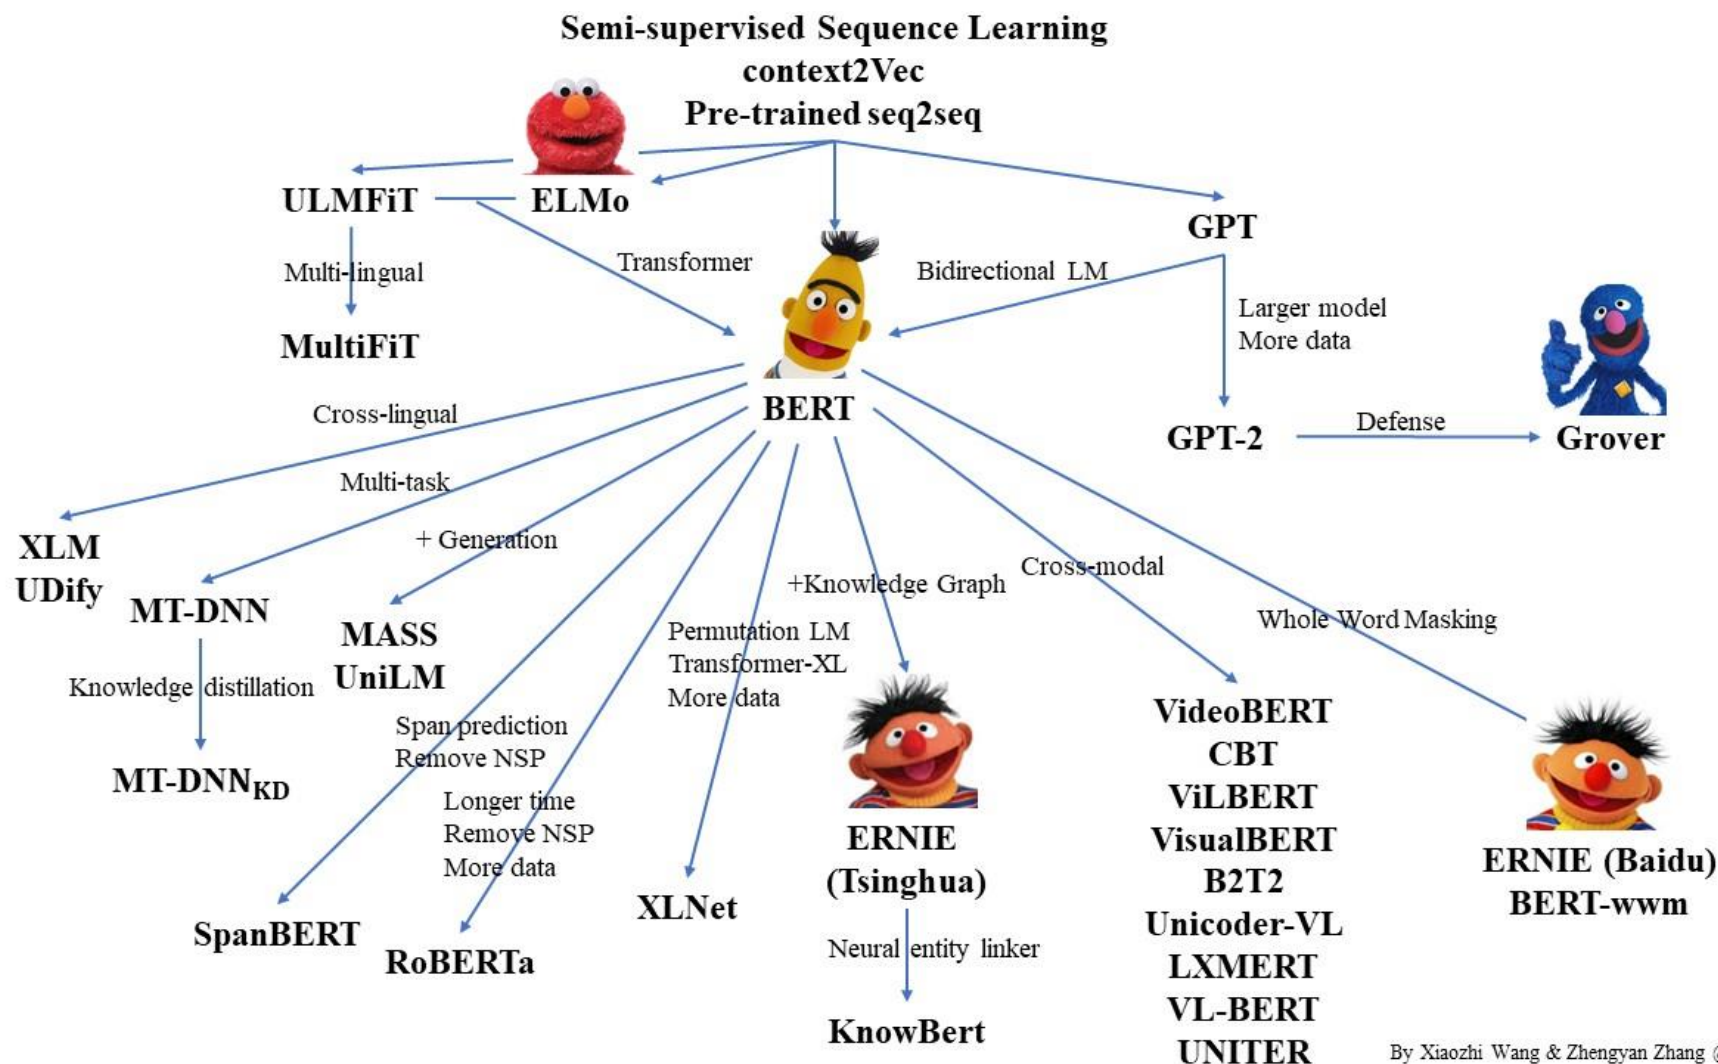 Semi-supervised Sequence Learning
context2Vec
Pre-trained seq2seq
ULMFiT
ELMo
GPT
Multi-lingual
Transformer
Bidirectional LM
Larger model
More data
MultiFiT
BERT
GPT-2
Defense
Grover
Cross-lingual
Multi-task
+ Generation
+Knowledge Graph
Cross-modal
Whole Word Masking
XLM
UDify
MT-DNN
MASS
UniLM
Permutation LM
Transformer-XL
More data
Knowledge distillation
MT-DNNKD
Span prediction
Remove NSP
Longer time
Remove NSP
More data
SpanBERT
RoBERTa
XLNet
ERNIE
(Tsinghua)
Neural entity linker
KnowBert
VideoBERT
CBT
ViLBERT
VisualBERT
B2T2
Unicoder-VL
LXMERT
VL-BERT
UNITER
ERNIE (Baidu)
BERT-wwm
By Xiaozhi Wang & Zhengyan Zhang @